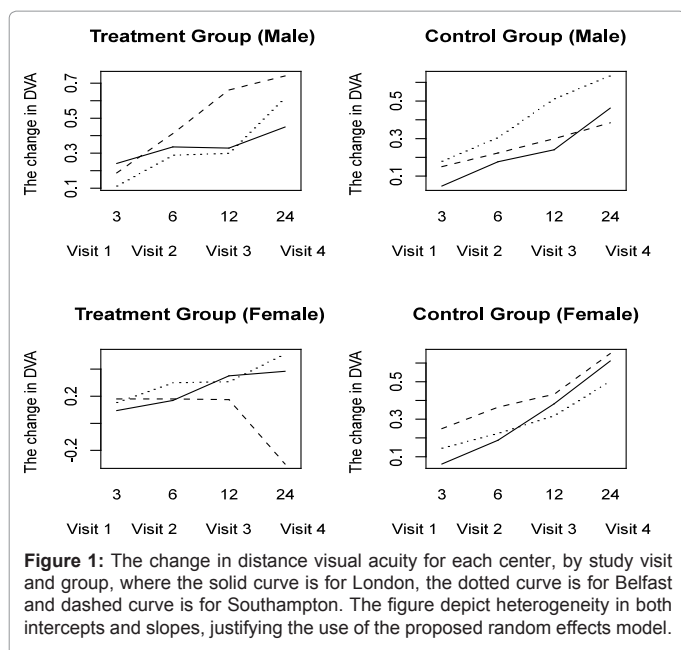 Treatment Group (Male)
The change in DVA
0.1 0.3 0.5 0.7
3 6 12 24
Visit 1 Visit 2 Visit 3 Visit 4
Control Group (Male)
The change in DVA
0.1 0.3 0.5
3 6 12 24
Visit 1 Visit 2 Visit 3 Visit 4
Treatment Group (Female)
The change in DVA
-0.2 0.2
3 6 12 24
Visit 1 Visit 2 Visit 3 Visit 4
Control Group (Female)
The change in DVA
0.1 0.3 0.5
3 6 12 24
Visit 1 Visit 2 Visit 3 Visit 4
Figure 1: The change in distance visual acuity for each center, by study visit
and group, where the solid curve is for London, the dotted curve is for Belfast
and dashed curve is for Southampton. The figure depict heterogeneity in both
intercepts and slopes, justifying the use of the proposed random effects model.